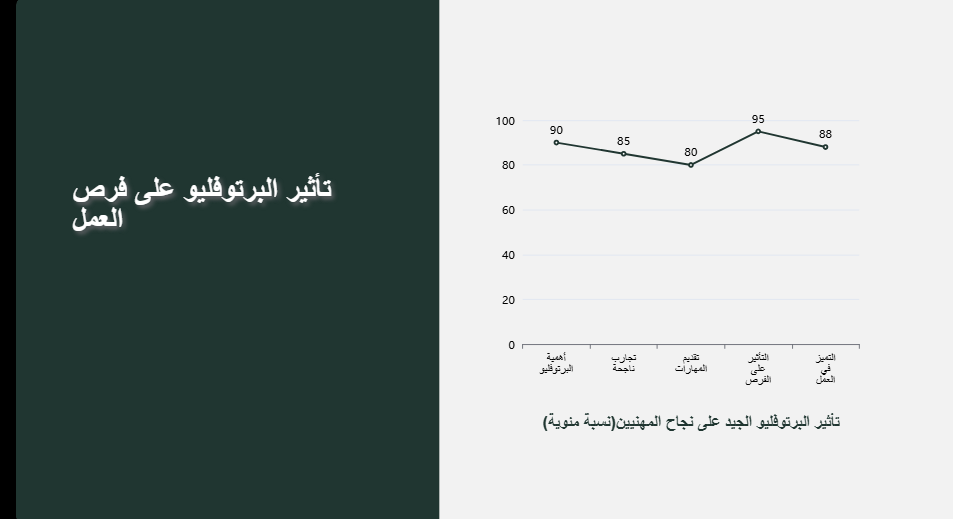 تأثير البرتوفليو على فرص
العمل
100
80
60
40
20
0
90
85
80
95
88
أهمية
البرتوفليو
تجارب
ناجحة
تقديم
المهارات
التأثير
على
الفرص
التميز
في
العمل
تأثير البرتوفليو الجيد على نجاح المهنيين(نسبة منوية)